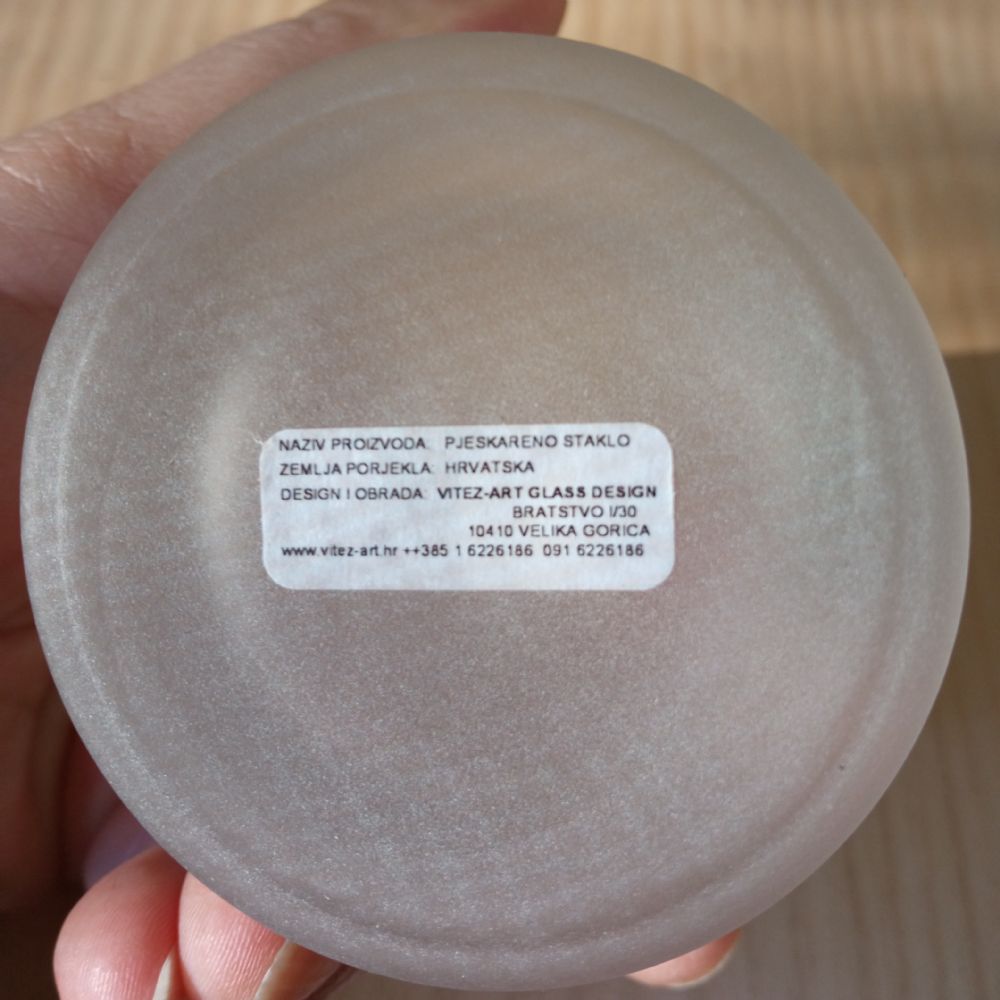 NAZIV PROIZVODA: PJESKARENO STAKLO
ZEMLJA PORJEKLA: HRVATSKA
DESIGN I OBRADA: VITEZ-ART GLASS DESIGN
BRATSTVO I/30
10410 VELIKA GORICA
www.vitez-art.hr ++385 1 6226186 091 6226186